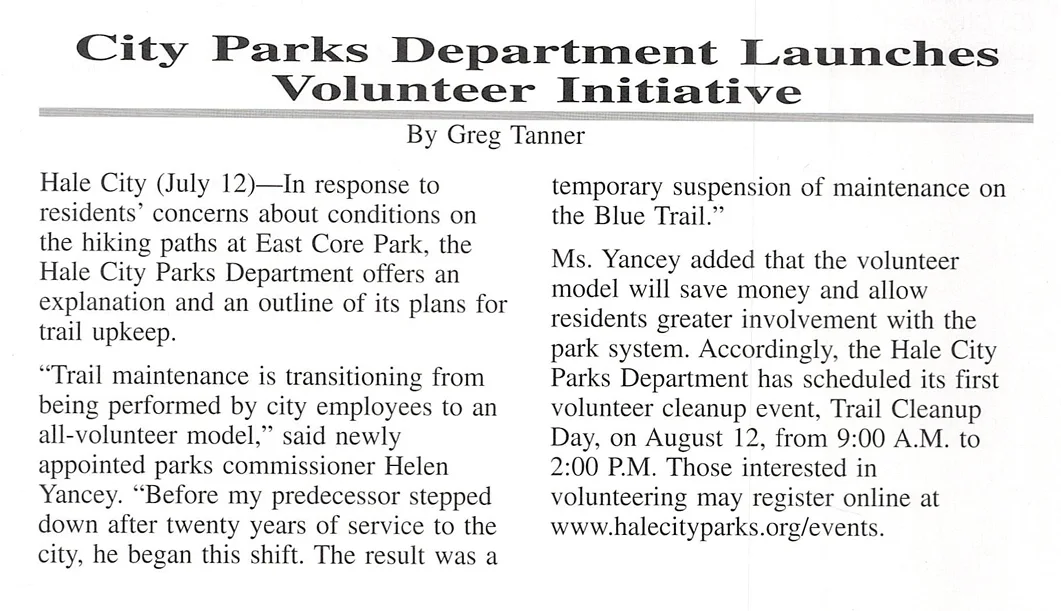 City Parks Department Launches
Volunteer Initiative
By Greg Tanner
Hale City (July 12)—In response to
residents’ concerns about conditions on
the hiking paths at East Core Park, the
Hale City Parks Department offers an
explanation and an outline of its plans for
trail upkeep.
“Trail maintenance is transitioning from
being performed by city employees to an
all-volunteer model,” said newly
appointed parks commissioner Helen
Yancey. “Before my predecessor stepped
down after twenty years of service to the
city, he began this shift. The result was a
temporary suspension of maintenance on
the Blue Trail.”
Ms. Yancey added that the volunteer
model will save money and allow
residents greater involvement with the
park system. Accordingly, the Hale City
Parks Department has scheduled its first
volunteer cleanup event, Trail Cleanup
Day, on August 12, from 9:00 A.M. to
2:00 P.M. Those interested in
volunteering may register online at
www.halecityparks.org/events.